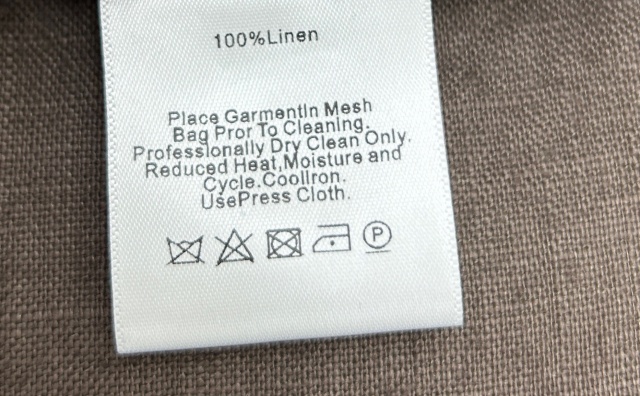 100%Linen
Place GarmentIn Mesh
Bag Pror To Cleaning.
Professionally Dry Clean Only.
Reduced Heat,Moisture and
Cycle.CoolIron.
UsePress Cloth.
P